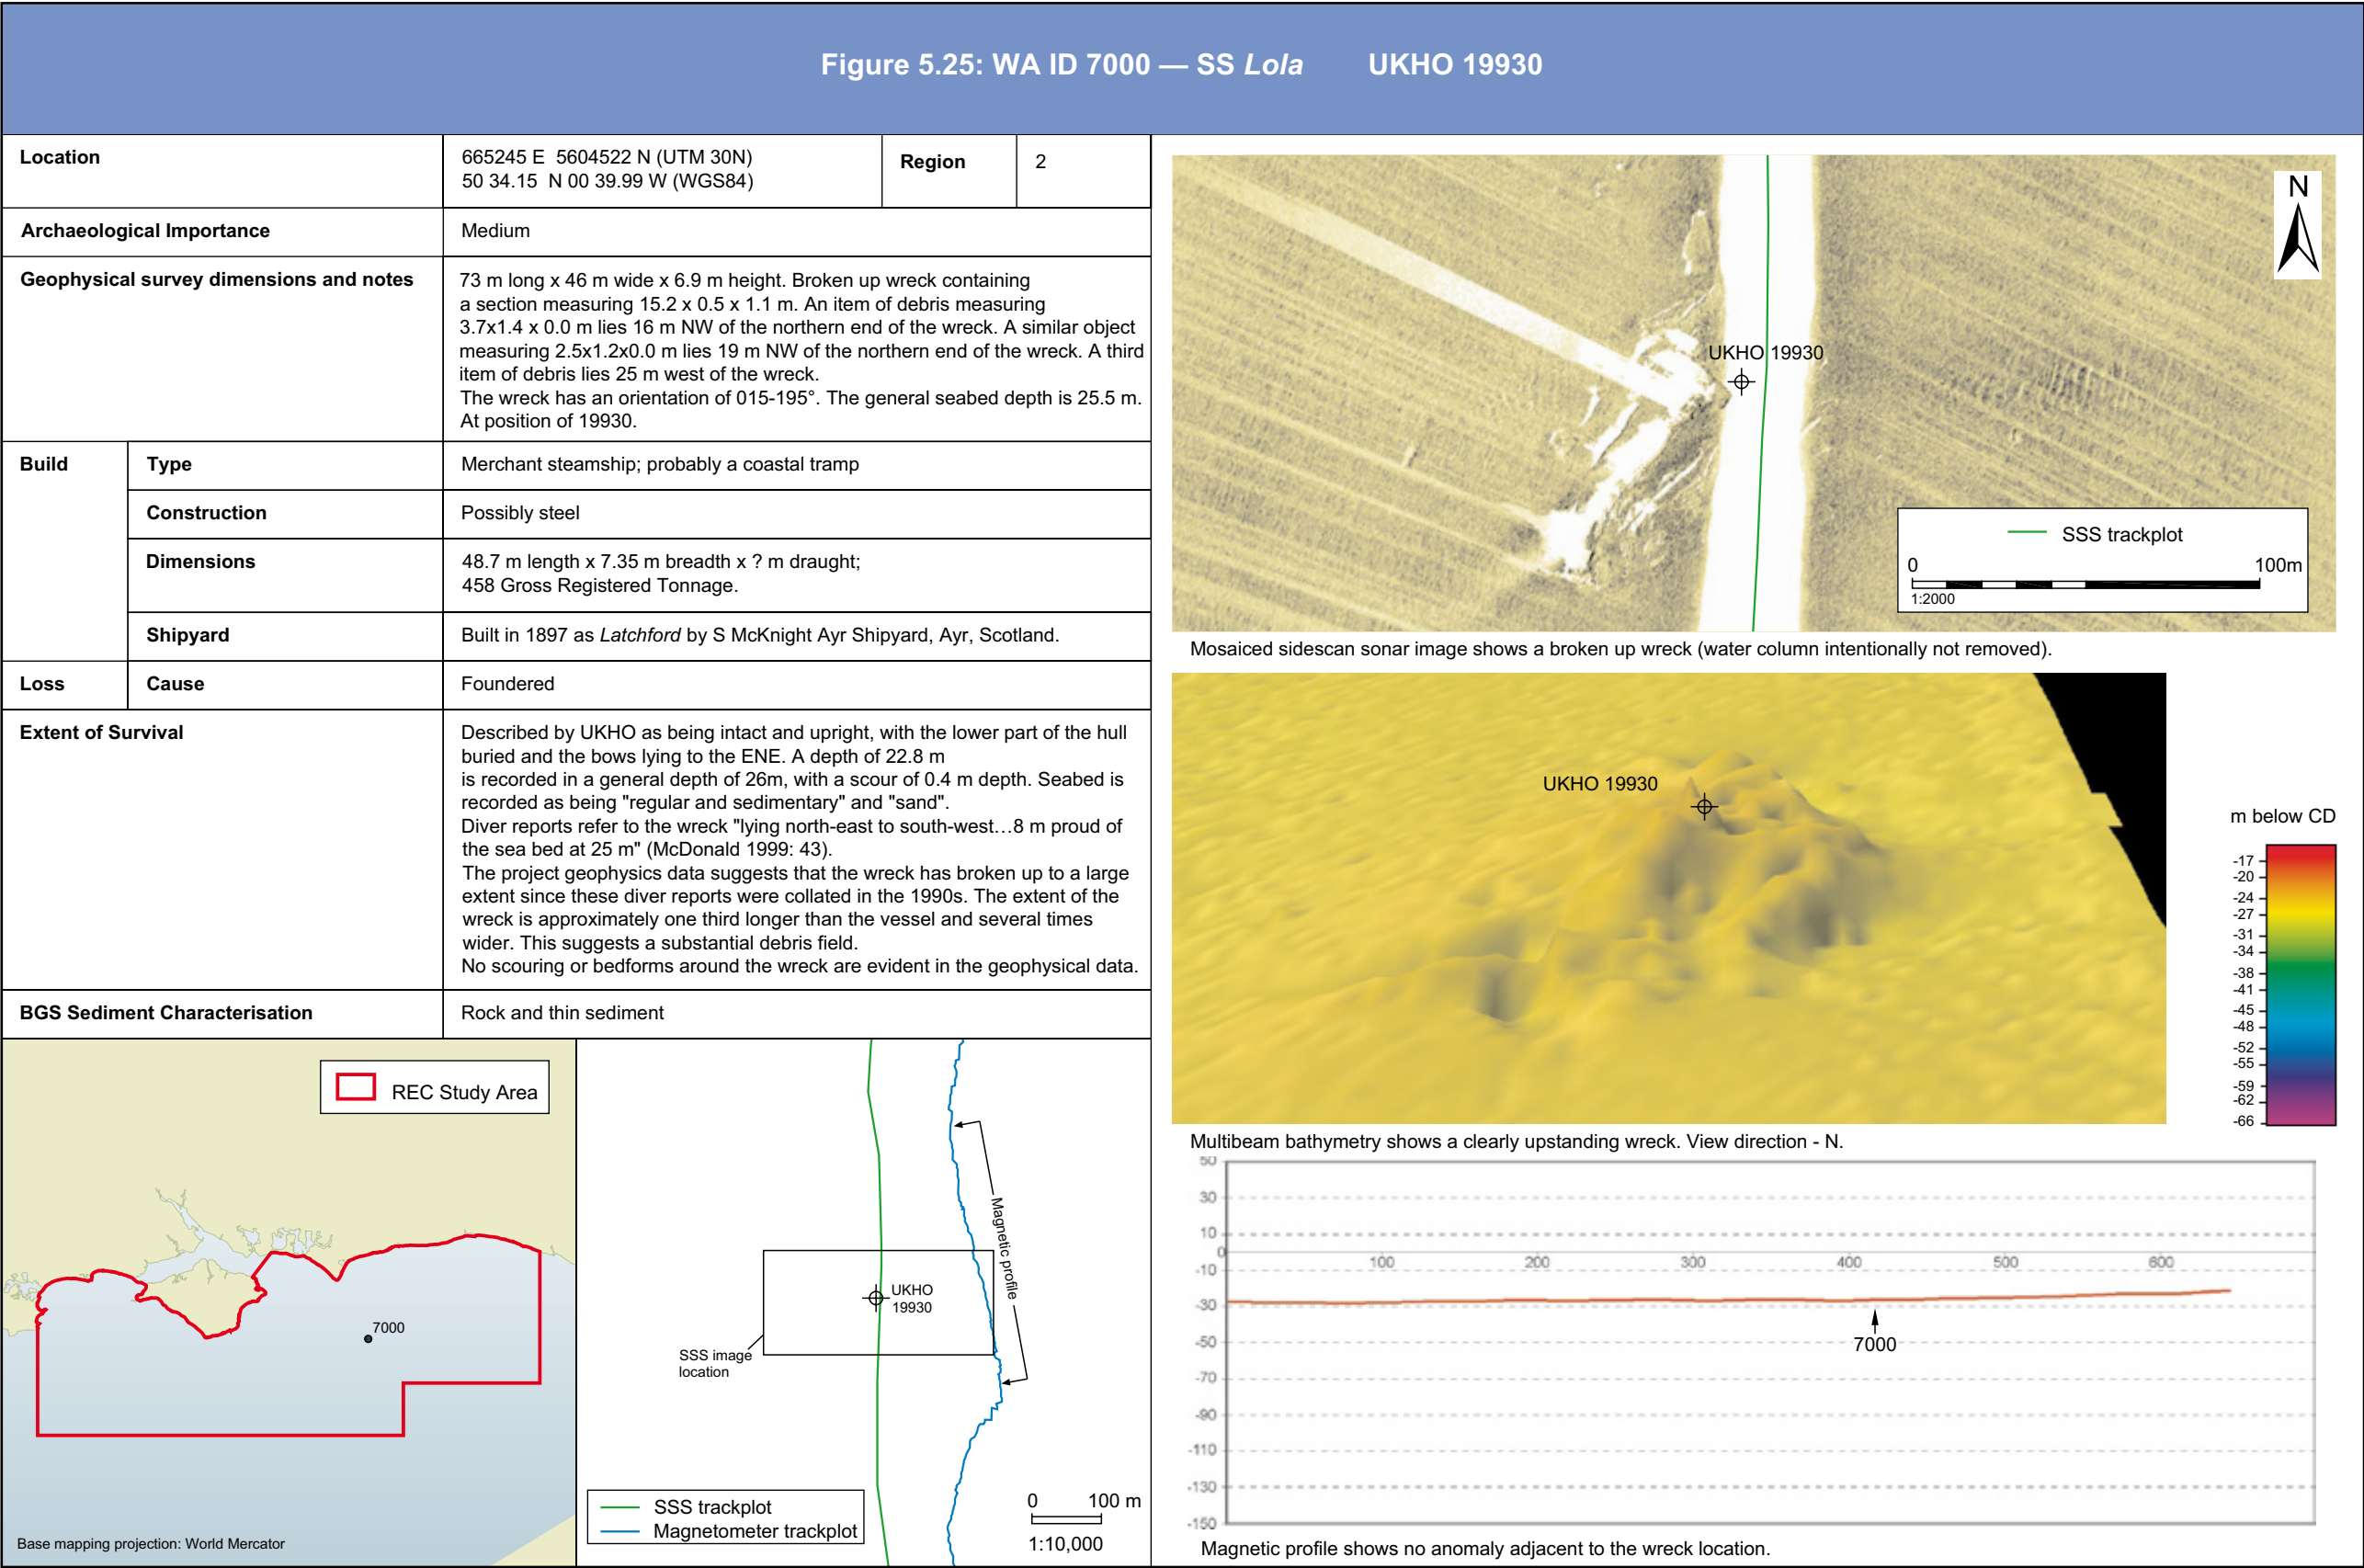 Figure 5.25: WA ID 7000 — SS Lola UKHO 19930
Location
665245 E 5604522 N (UTM 30N)
50 34.15 N 00 39.99 W (WGS84)
Region
2
Archaeological Importance
Medium
Geophysical survey dimensions and notes
73 m long x 46 m wide x 6.9 m height. Broken up wreck containing
a section measuring 15.2 x 0.5 x 1.1 m. An item of debris measuring
3.7x1.4 x 0.0 m lies 16 m NW of the northern end of the wreck. A similar object
measuring 2.5x1.2x0.0 m lies 19 m NW of the northern end of the wreck. A third
item of debris lies 25 m west of the wreck.
The wreck has an orientation of 015-195°. The general seabed depth is 25.5 m.
At position of 19930.
Build
Type
Merchant steamship; probably a coastal tramp
Construction
Possibly steel
Dimensions
48.7 m length x 7.35 m breadth x ? m draught;
458 Gross Registered Tonnage.
Shipyard
Built in 1897 as Latchford by S McKnight Ayr Shipyard, Ayr, Scotland.
Loss
Cause
Foundered
Extent of Survival
Described by UKHO as being intact and upright, with the lower part of the hull
buried and the bows lying to the ENE. A depth of 22.8 m
is recorded in a general depth of 26m, with a scour of 0.4 m depth. Seabed is
recorded as being "regular and sedimentary" and "sand".
Diver reports refer to the wreck "lying north-east to south-west…8 m proud of
the sea bed at 25 m" (McDonald 1999: 43).
The project geophysics data suggests that the wreck has broken up to a large
extent since these diver reports were collated in the 1990s. The extent of the
wreck is approximately one third longer than the vessel and several times
wider. This suggests a substantial debris field.
No scouring or bedforms around the wreck are evident in the geophysical data.
BGS Sediment Characterisation
Rock and thin sediment
REC Study Area
7000
Base mapping projection: World Mercator
Magnetic profile
UKHO
19930
SSS image
location
SSS trackplot
Magnetometer trackplot
0 100 m
1:10,000
N
UKHO 19930
SSS trackplot
0 100m
1:2000
Mosaiced sidescan sonar image shows a broken up wreck (water column intentionally not removed).
UKHO 19930
m below CD
-17
-20
-24
-27
-31
-34
-38
-41
-45
-48
-52
-55
-59
-62
-66
Multibeam bathymetry shows a clearly upstanding wreck. View direction - N.
50
30
10
0
-10
-30
-50
-70
-90
-110
-130
-150
100 200 300 400 500 600
7000
Magnetic profile shows no anomaly adjacent to the wreck location.